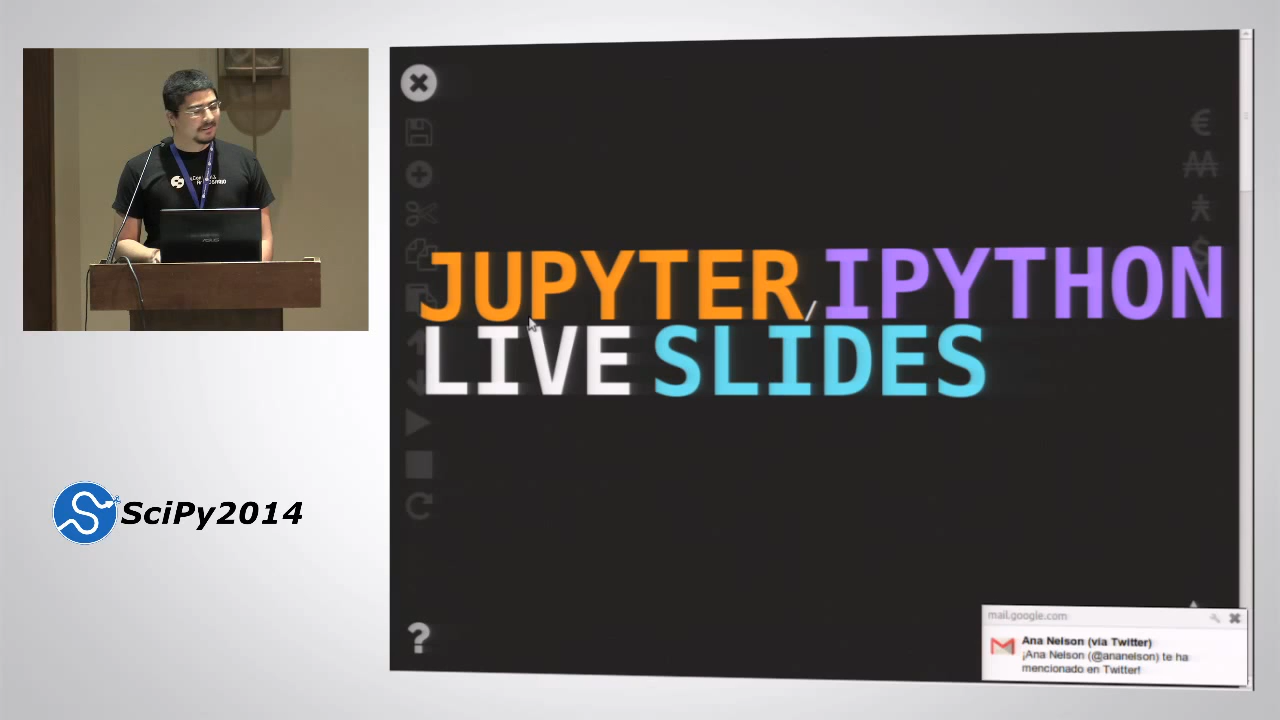 JUPYTER/IPYTHON
LIVE SLIDES
SciPy2014
mail.google.com
Ana Nelson (via Twitter)
¡Ana Nelson (@ananelson) te ha
mencionado en Twitter!
ASUS